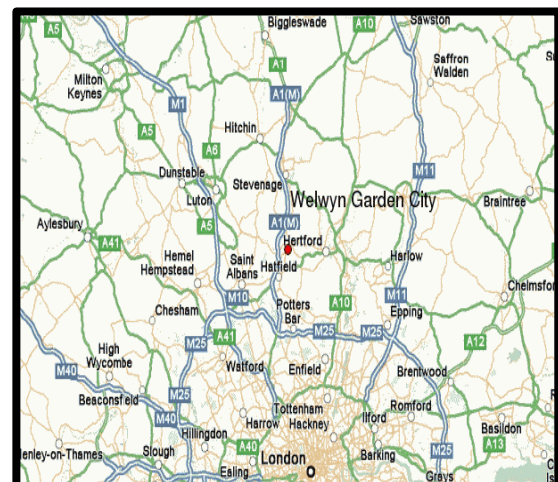 Biggleswade
A10
Sawston
A5
A1
Saffron
Walden
Milton
Keynes
M1
A1(M)
A5
Hitchin
A6
M11
Dunstable
Stevenage
Luton
Welwyn Garden City
Braintree
A5
A1(M)
Aylesbury
A41
Hertford
Saint
Albans
Harlow
Hemel
Hempstead
Hatfield
M10
A10
M11
Chelmsfor
Chesham
Potters
Bar
M25
M25
Epping
A41
M25
A12
High
Wycombe
M40
Watford
Enfield
Brentwood
M25
Beaconsfield
Tottenham
Hackney
Ilford
Romford
M40
Harrow
Basildon
Hillingdon
A40
Barking
M25
A13
enley-on-Thames
Slough
Ealing
London
Grays